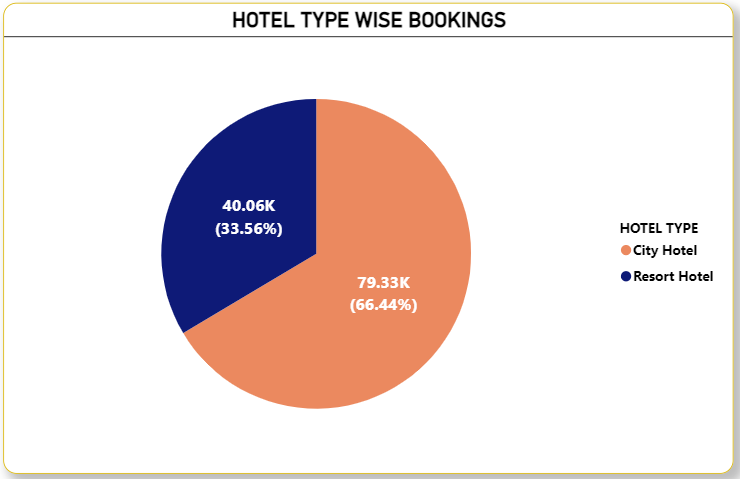 HOTEL TYPE WISE BOOKINGS
40.06K
(33.56%)
79.33K
(66.44%)
HOTEL TYPE
City Hotel
Resort Hotel